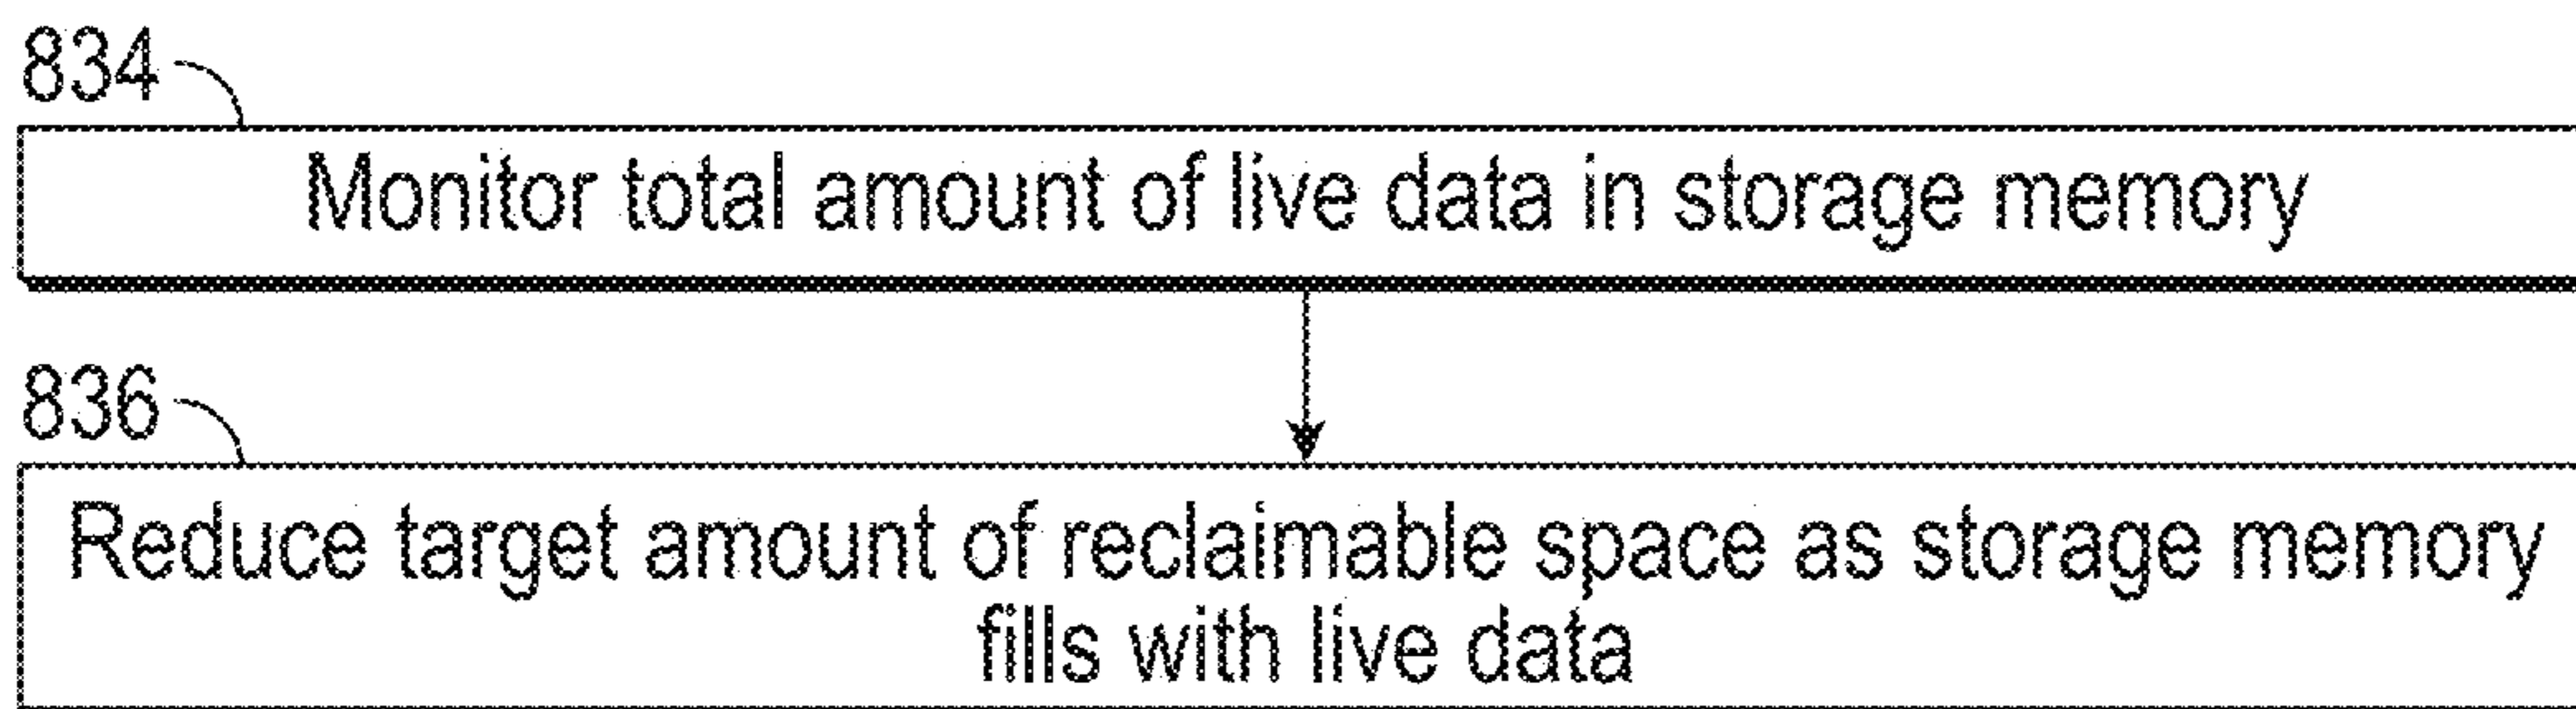 834
Monitor total amount of live data in storage memory
836
Reduce target amount of reclaimable space as storage memory
fills with live data